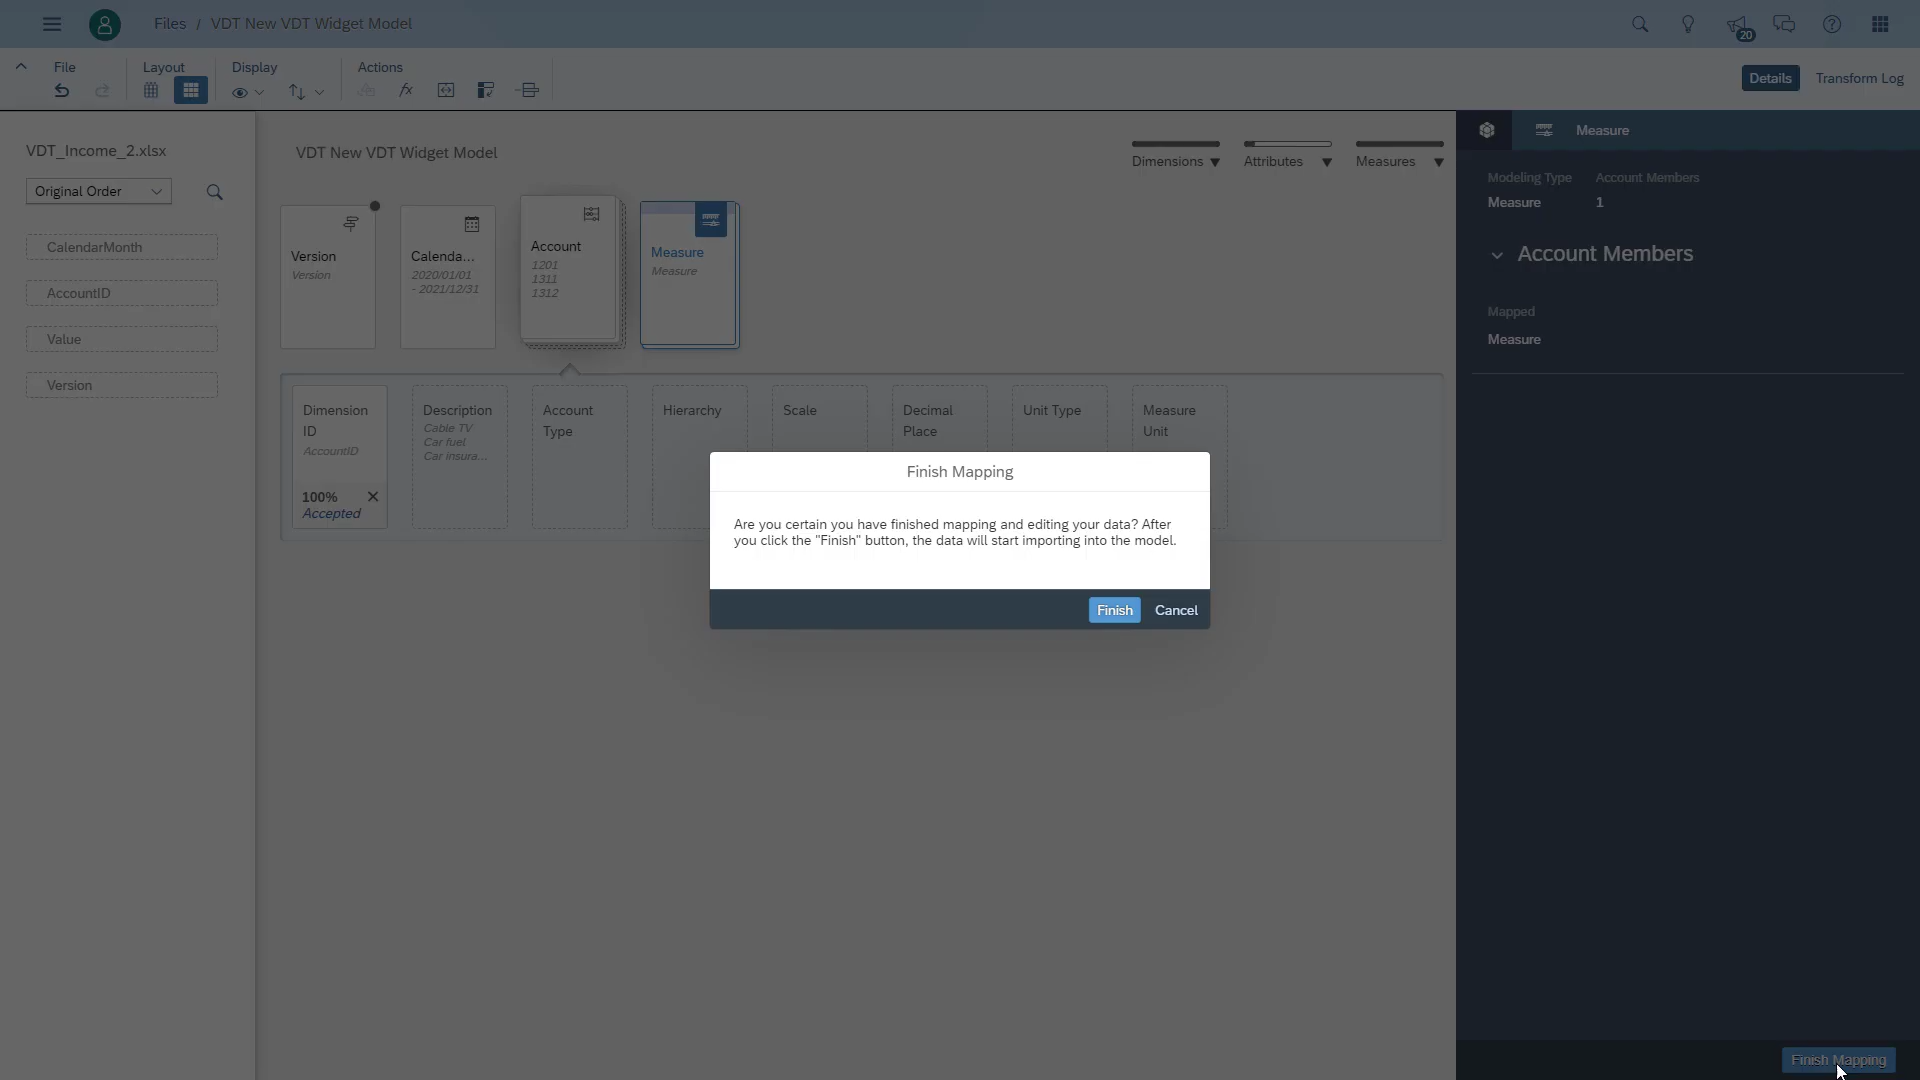 Files / VDT New VDT Widget Model
20
File
Layout
Display
Actions
Details
Transform Log
VDT_Income_2.xlsx
Original Order
CalendarMonth
AccountID
Value
Version
VDT New VDT Widget Model
Dimensions
Attributes
Measures
Version
Version
Calenda...
2020/01/01
- 2021/12/31
Account
1201
1311
1312
Measure
Measure
Dimension
ID
AccountID
100%
Accepted
Description
Cable TV
Car fuel
Car insura...
Account
Type
Hierarchy
Scale
Decimal
Place
Unit Type
Measure
Unit
Finish Mapping
Are you certain you have finished mapping and editing your data? After
you click the "Finish" button, the data will start importing into the model.
Finish
Cancel
Measure
Modeling Type
Account Members
Measure
1
Account Members
Mapped
Measure
Finish Mapping